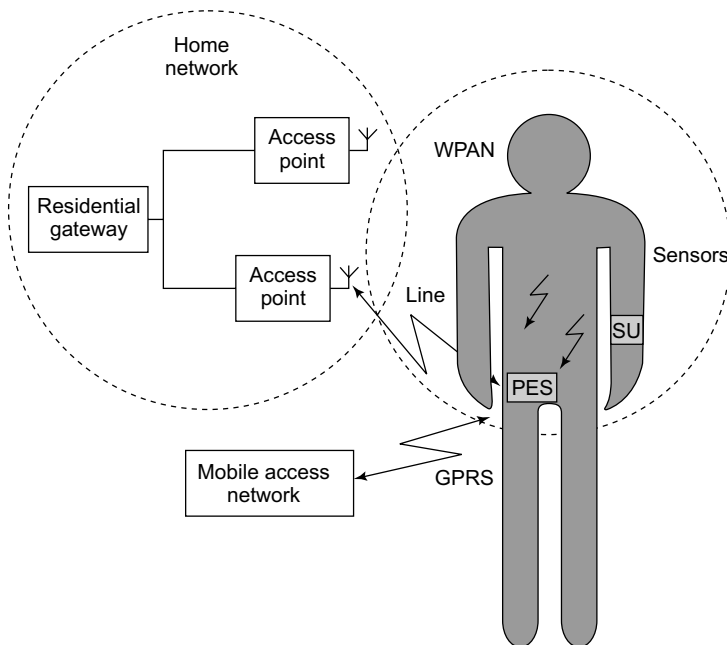 Home
network
Access
point
WPAN
Residential
gateway
Sensors
Access
point
Line
SU
PES
Mobile access
network
GPRS